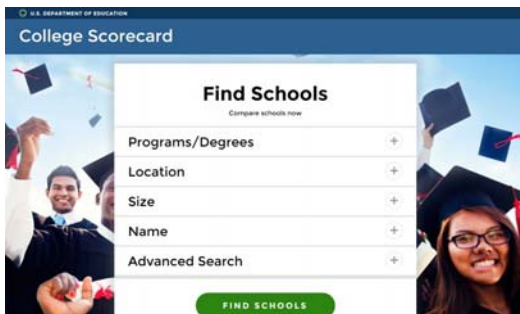 U.S. DEPARTMENT OF EDUCATION
College Scorecard
Find Schools
Compare schools now
Programs/Degrees
Location
Size
Name
Advanced Search
FIND SCHOOLS